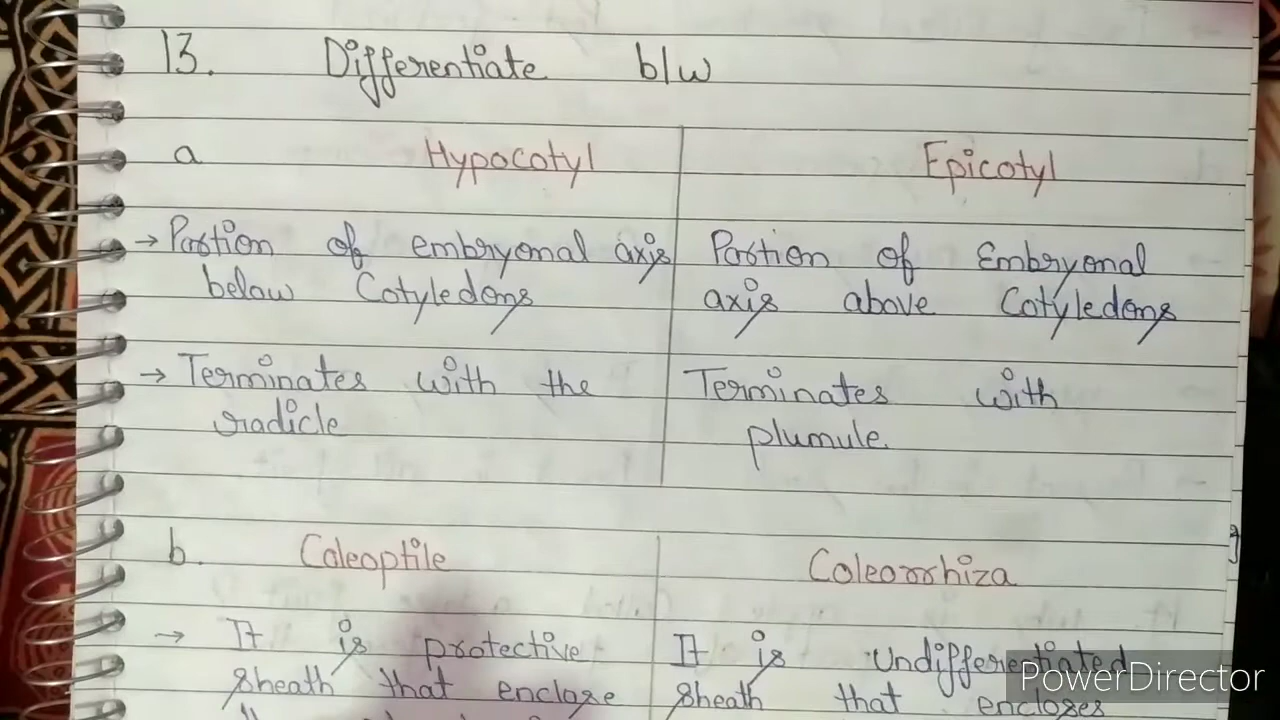 13. Differentiate b/w
a Hypocotyl Epicotyl
→ Portion of embryonal axis Portion of Embryonal
below Cotyledons axis above Cotyledons
→ Terminates with the Terminates with
radicle plumule
b. Coleoptile Coleorrhiza
→ It is protective It is Undifferentiated
sheath that enclose sheath that encloses
PowerDirector